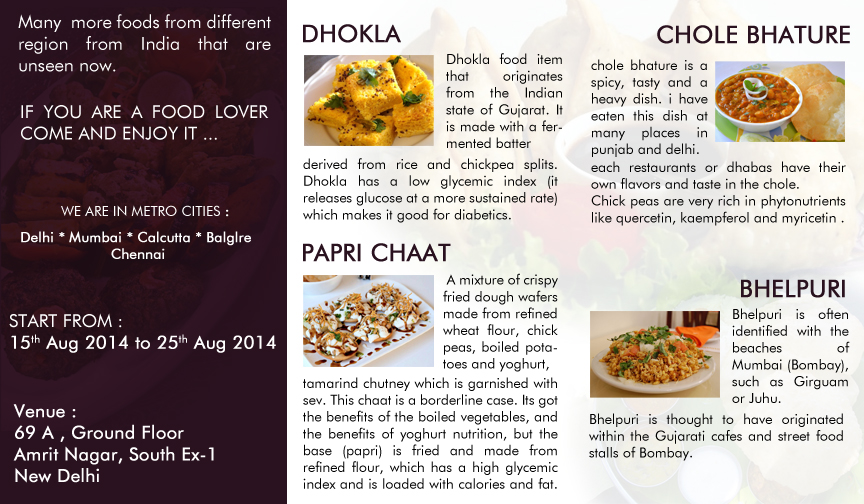 Many more foods from different
region from India that are
unseen now.
IF YOU ARE A FOOD LOVER
COME AND ENJOY IT ...
WE ARE IN METRO CITIES :
Delhi * Mumbai * Calcutta * Balglre
Chennai
START FROM :
15th Aug 2014 to 25th Aug 2014
Venue :
69 A , Ground Floor
Amrit Nagar, South Ex-1
New Delhi
DHOKLA
Dhokla food item
that originates
from the Indian
state of Gujarat. It
is made with a fer-
mented batter
derived from rice and chickpea splits.
Dhokla has a low glycemic index (it
releases glucose at a more sustained rate)
which makes it good for diabetics.
PAPRI CHAAT
A mixture of crispy
fried dough wafers
made from refined
wheat flour, chick
peas, boiled pota-
toes and yoghurt,
tamarind chutney which is garnished with
sev. This chaat is a borderline case. Its got
the benefits of the boiled vegetables, and
the benefits of yoghurt nutrition, but the
base (papri) is fried and made from
refined flour, which has a high glycemic
index and is loaded with calories and fat.
CHOLE BHATURE
chole bhature is a
spicy, tasty and a
heavy dish. i have
eaten this dish at
many places in
punjab and delhi.
each restaurants or dhabas have their
own flavors and taste in the chole.
Chick peas are very rich in phytonutrients
like quercetin, kaempferol and myricetin .
BHELPURI
Bhelpuri is often
identified with the
beaches of
Mumbai (Bombay),
such as Girguam
or Juhu.
Bhelpuri is thought to have originated
within the Gujarati cafes and street food
stalls of Bombay.